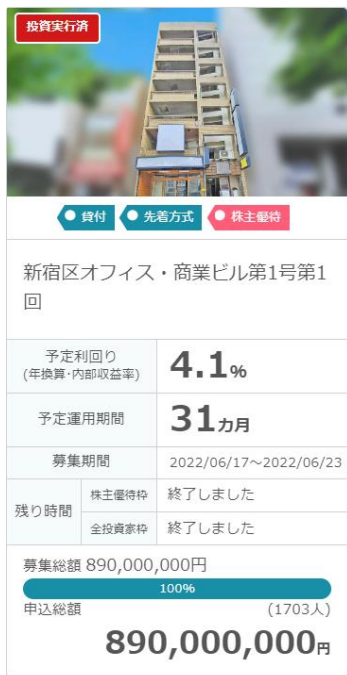 投資実行済
貸付 先着方式 株主優待
新宿区オフィス・商業ビル第1号第1
回
予定利回り
(年換算・内部収益率)
4.1%
予定運用期間
31カ月
募集期間
2022/06/17～2022/06/23
残り時間
株主優待枠
終了しました
全投資家枠
終了しました
募集総額 890,000,000円
100%
申込総額 (1703人)
890,000,000円